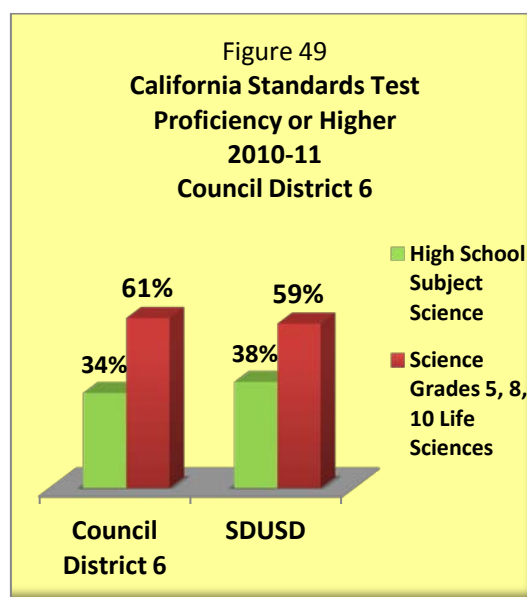 Figure 49
California Standards Test
Proficiency or Higher
2010-11
Council District 6
High School
Subject
Science
Science
Grades 5, 8,
10 Life
Sciences
61%
59%
34%
38%
Council
District 6
SDUSD